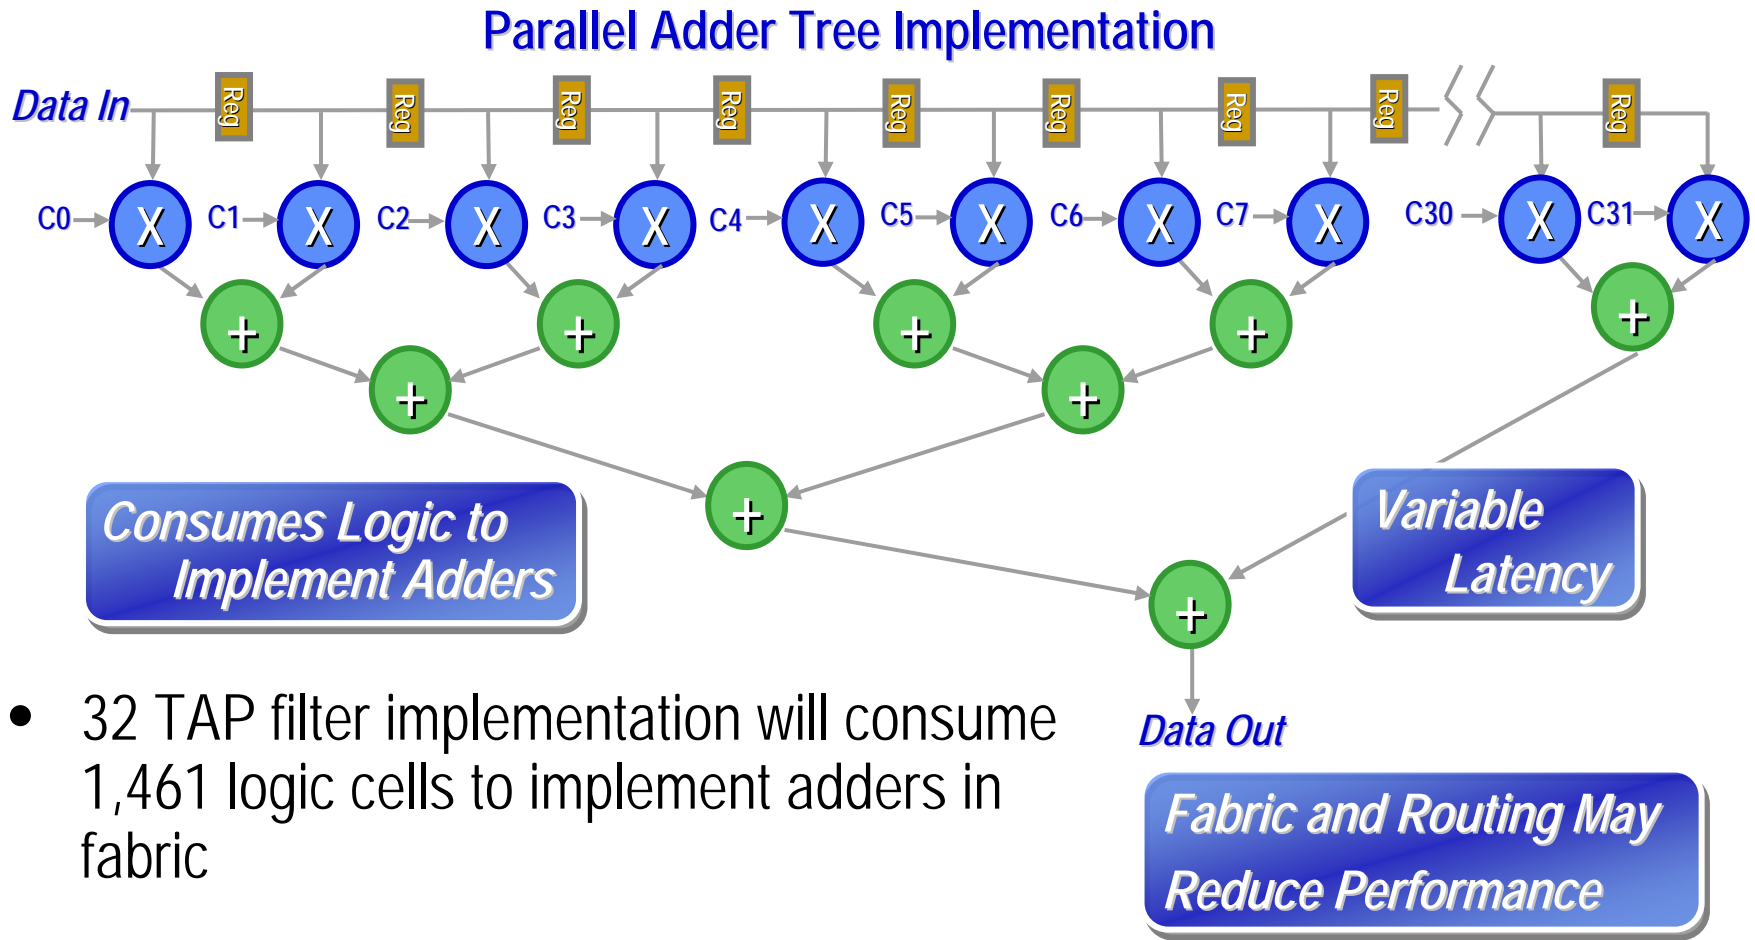 Parallel Adder Tree Implementation
Data In
Reg Reg Reg Reg Reg Reg Reg Reg Reg
C0 X C1 X C2 X C3 X C4 X C5 X C6 X C7 X C30 X C31 X
+ + + + +
+ +
+
+
Consumes Logic to
Implement Adders
Variable
Latency
Data Out
• 32 TAP filter implementation will consume
1,461 logic cells to implement adders in
fabric
Fabric and Routing May
Reduce Performance